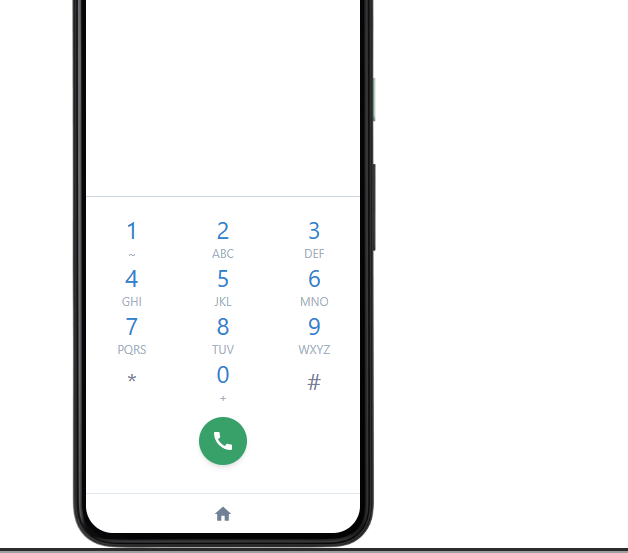 1 2 3
~ ABC DEF
4 5 6
GHI JKL MNO
7 8 9
PQRS TUV WXYZ
* 0 #
+